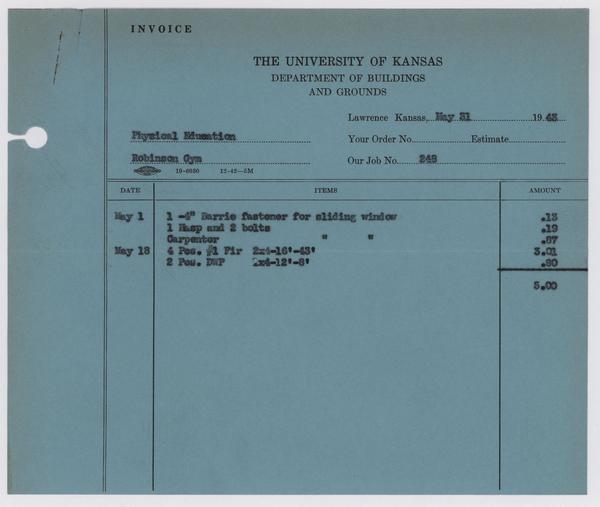 INVOICE
THE UNIVERSITY OF KANSAS
DEPARTMENT OF BUILDINGS
AND GROUNDS
Lawrence Kansas, May 31 1943
Physical Education
Your Order No. Estimate
Robinson Gym
Our Job No. 248
19-6030 12-42-5M
DATE ITEMS AMOUNT
May 1 1 -4" Barrie fastener for sliding window .13
1 Hasp and 2 bolts .19
Carpenter " " .87
May 18 4 Pcs. #1 Fir 2x4-16'-43' 3.01
2 Pcs. DWP 2x4-12'-8' .80
5.00